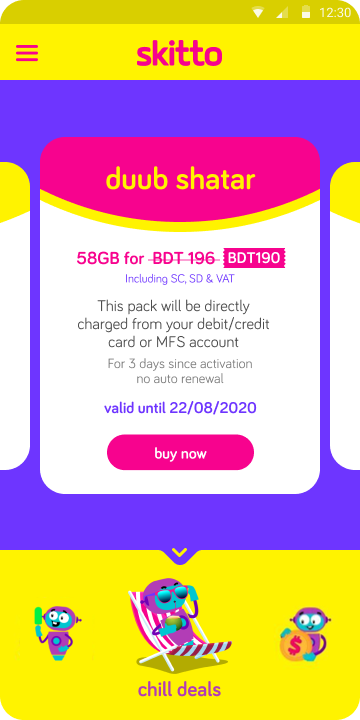 12:30
skitto
duub shatar
58GB for BDT 196 BDT190
Including SC, SD & VAT
This pack will be directly
charged from your debit/credit
card or MFS account
For 3 days since activation
no auto renewal
valid until 22/08/2020
buy now
$
chill deals